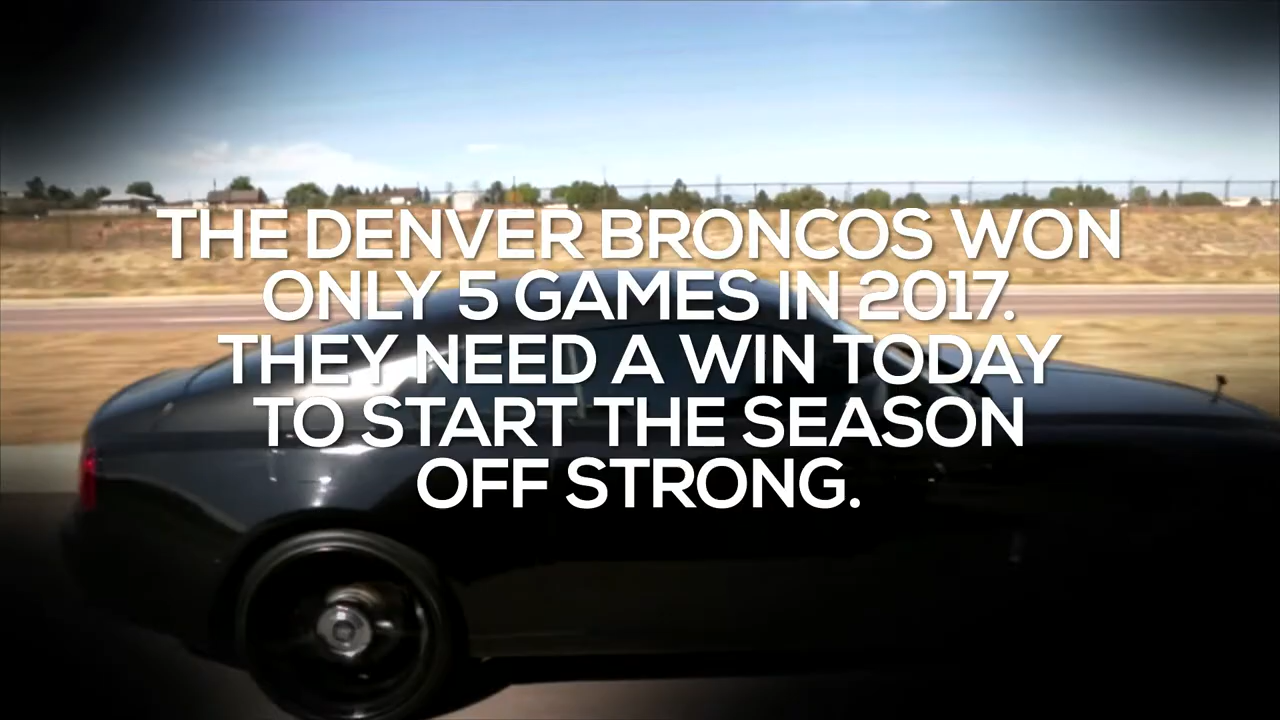 THE DENVER BRONCOS WON
ONLY 5 GAMES IN 2017.
THEY NEED A WIN TODAY
TO START THE SEASON
OFF STRONG.